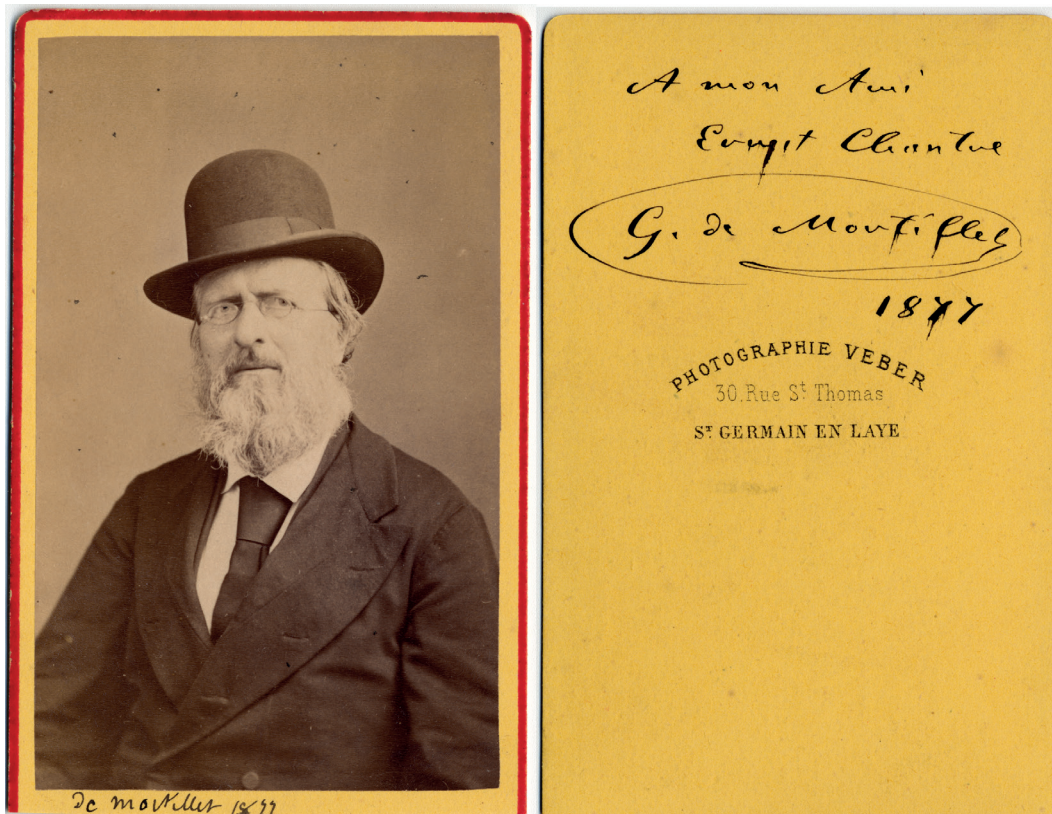 de Mortillet 1877
A mon Ami
Ernest Chantre
G. de Mortillet
1877
PHOTOGRAPHIE VEBER
30, Rue St Thomas
ST GERMAIN EN LAYE